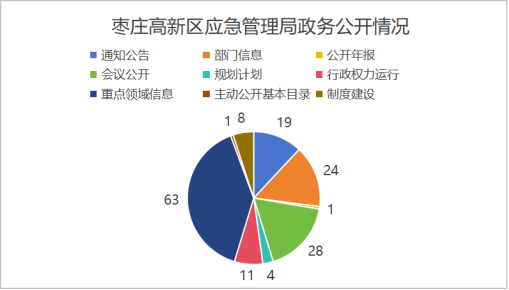 枣庄高新区应急管理局政务公开情况
通知公告 部门信息 公开年报
会议公开 规划计划 行政权力运行
重点领域信息 主动公开基本目录 制度建设
1 8 19
24
63 1
28
11 4